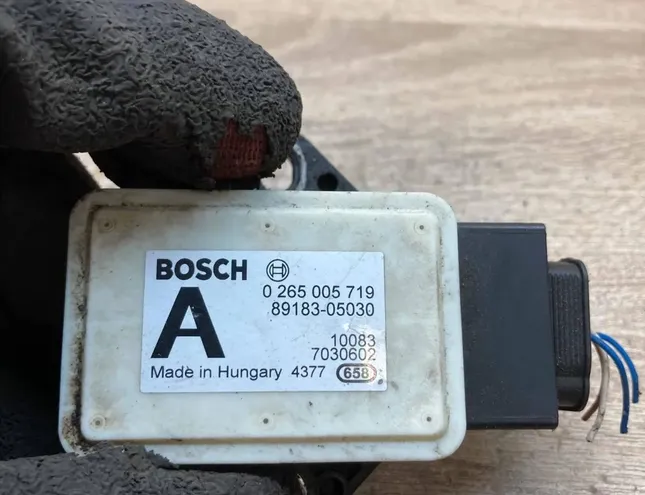 BOSCH
0 265 005 719
89183-05030
A
10083
7030602
Made in Hungary 4377 658